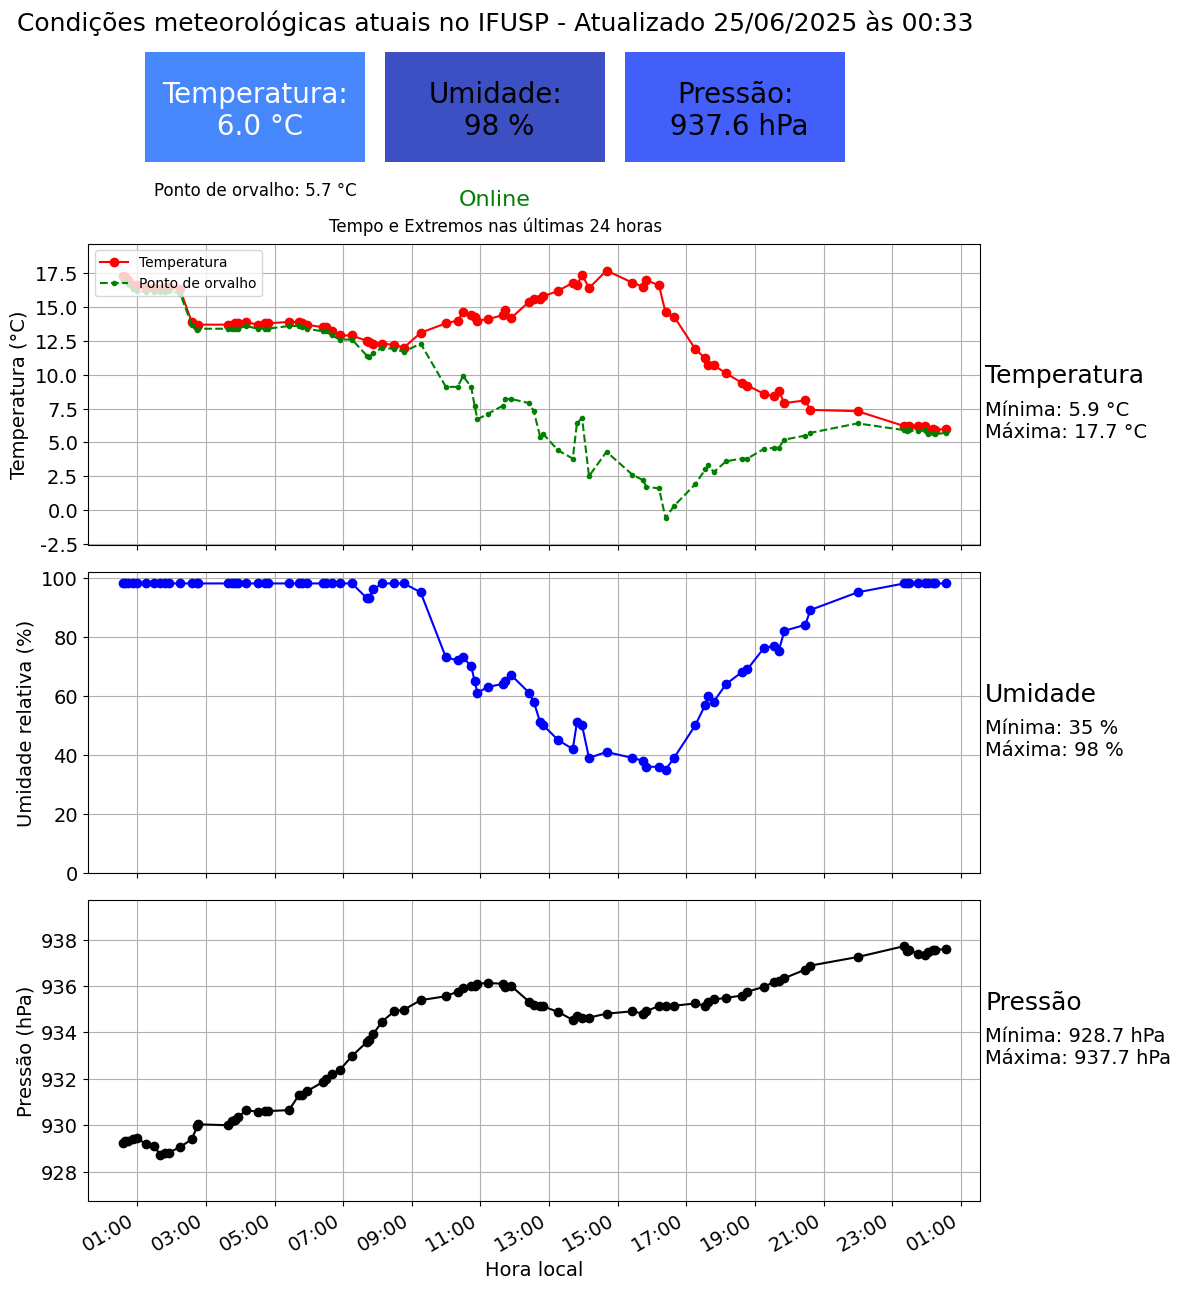 Condições meteorológicas atuais no IFUSP - Atualizado 25/06/2025 às 00:33
Temperatura:
6.0 °C
Umidade:
98 %
Pressão:
937.6 hPa
Ponto de orvalho: 5.7 °C
Online
Tempo e Extremos nas últimas 24 horas
Temperatura
Ponto de orvalho
Temperatura (°C)
17.5
15.0
12.5
10.0
7.5
5.0
2.5
0.0
-2.5
Temperatura
Mínima: 5.9 °C
Máxima: 17.7 °C
Umidade relativa (%)
100
80
60
40
20
0
Umidade
Mínima: 35 %
Máxima: 98 %
Pressão (hPa)
938
936
934
932
930
928
Pressão
Mínima: 928.7 hPa
Máxima: 937.7 hPa
01:00
03:00
05:00
07:00
09:00
11:00
13:00
15:00
17:00
19:00
21:00
23:00
01:00
Hora local